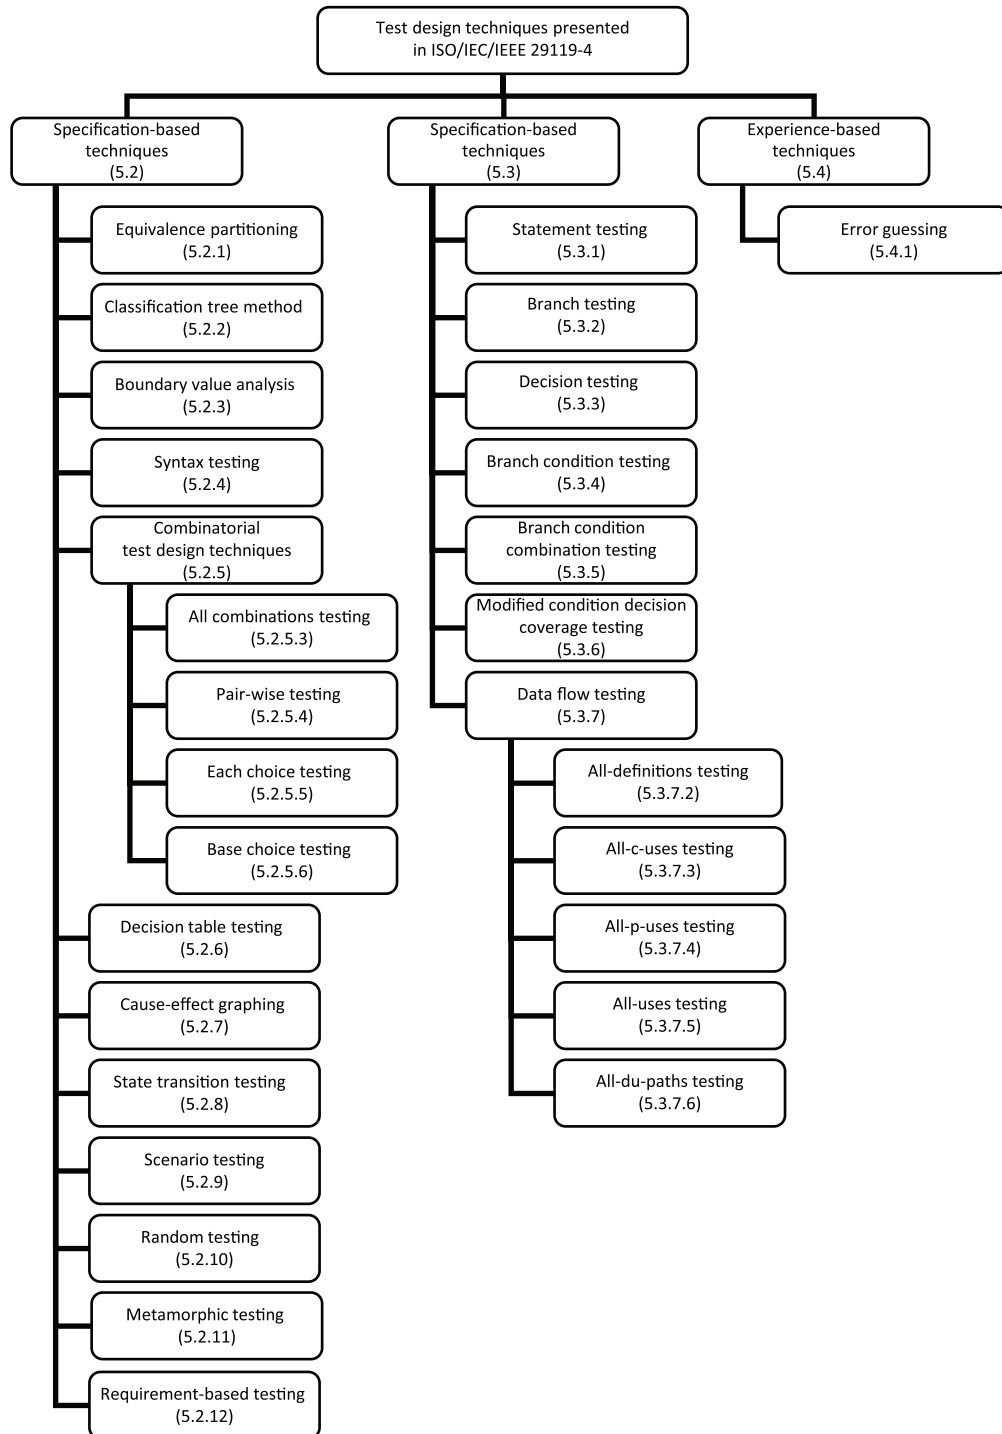 Test design techniques presented
in ISO/IEC/IEEE 29119-4
Specification-based
techniques
(5.2)
Equivalence partitioning
(5.2.1)
Classification tree method
(5.2.2)
Boundary value analysis
(5.2.3)
Syntax testing
(5.2.4)
Combinatorial
test design techniques
(5.2.5)
All combinations testing
(5.2.5.3)
Pair-wise testing
(5.2.5.4)
Each choice testing
(5.2.5.5)
Base choice testing
(5.2.5.6)
Decision table testing
(5.2.6)
Cause-effect graphing
(5.2.7)
State transition testing
(5.2.8)
Scenario testing
(5.2.9)
Random testing
(5.2.10)
Metamorphic testing
(5.2.11)
Requirement-based testing
(5.2.12)
Specification-based
techniques
(5.3)
Statement testing
(5.3.1)
Branch testing
(5.3.2)
Decision testing
(5.3.3)
Branch condition testing
(5.3.4)
Branch condition
combination testing
(5.3.5)
Modified condition decision
coverage testing
(5.3.6)
Data flow testing
(5.3.7)
All-definitions testing
(5.3.7.2)
All-c-uses testing
(5.3.7.3)
All-p-uses testing
(5.3.7.4)
All-uses testing
(5.3.7.5)
All-du-paths testing
(5.3.7.6)
Experience-based
techniques
(5.4)
Error guessing
(5.4.1)